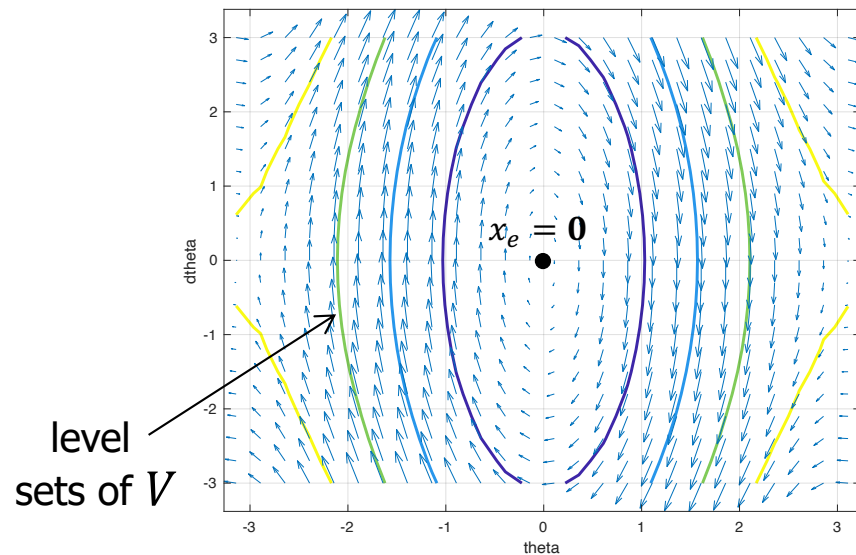 3
2
1
0
-1
-2
-3
dtheta
x_e = 0
level
sets of V
-3 -2 -1 0 1 2 3
theta